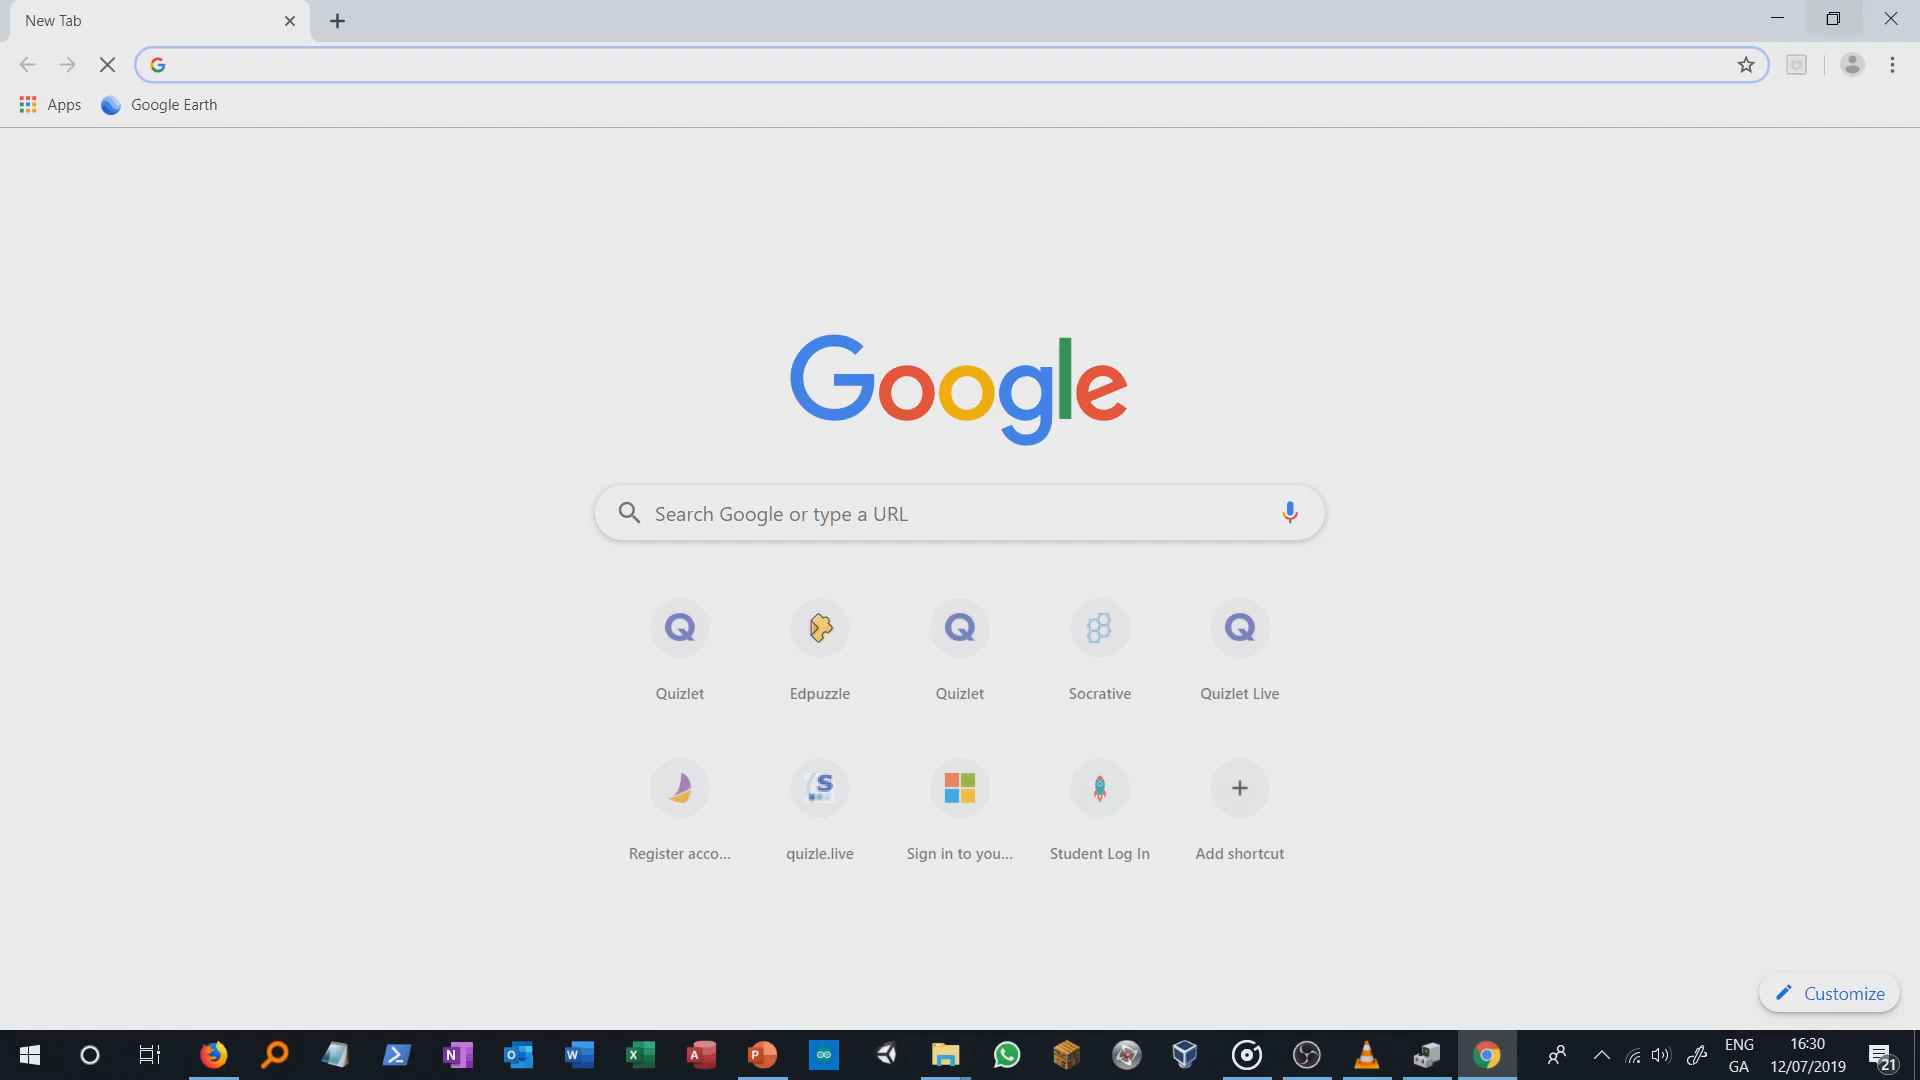 New Tab
Apps Google Earth
Google
Search Google or type a URL
Quizlet Edpuzzle Quizlet Socrative Quizlet Live
Register acco... quizle.live Sign in to you... Student Log In Add shortcut
Customize
ENG 16:30
GA 12/07/2019 21